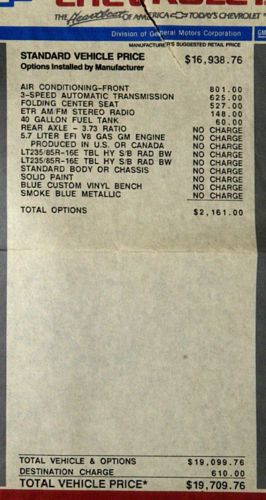 CHEVROLET
THE Heartbeat OF AMERICA TODAY'S CHEVROLET
Division of General Motors Corporation GM
MANUFACTURER'S SUGGESTED RETAIL PRICE
STANDARD VEHICLE PRICE $16,938.76
Options Installed by Manufacturer
AIR CONDITIONING-FRONT 801.00
3-SPEED AUTOMATIC TRANSMISSION 625.00
FOLDING CENTER SEAT 527.00
ETR AM/FM STEREO RADIO 148.00
40 GALLON FUEL TANK 60.00
REAR AXLE - 3.73 RATIO NO CHARGE
5.7 LITER EFI V8 GAS GM ENGINE NO CHARGE
PRODUCED IN U.S. OR CANADA NO CHARGE
LT235/85R-16E TBL HY S/B RAD BW NO CHARGE
LT235/85R-16E TBL HY S/B RAD BW NO CHARGE
STANDARD BODY OR CHASSIS NO CHARGE
SOLID PAINT NO CHARGE
BLUE CUSTOM VINYL BENCH NO CHARGE
SMOKE BLUE METALLIC NO CHARGE
TOTAL OPTIONS $2,161.00
TOTAL VEHICLE & OPTIONS $19,099.76
DESTINATION CHARGE 610.00
TOTAL VEHICLE PRICE* $19,709.76